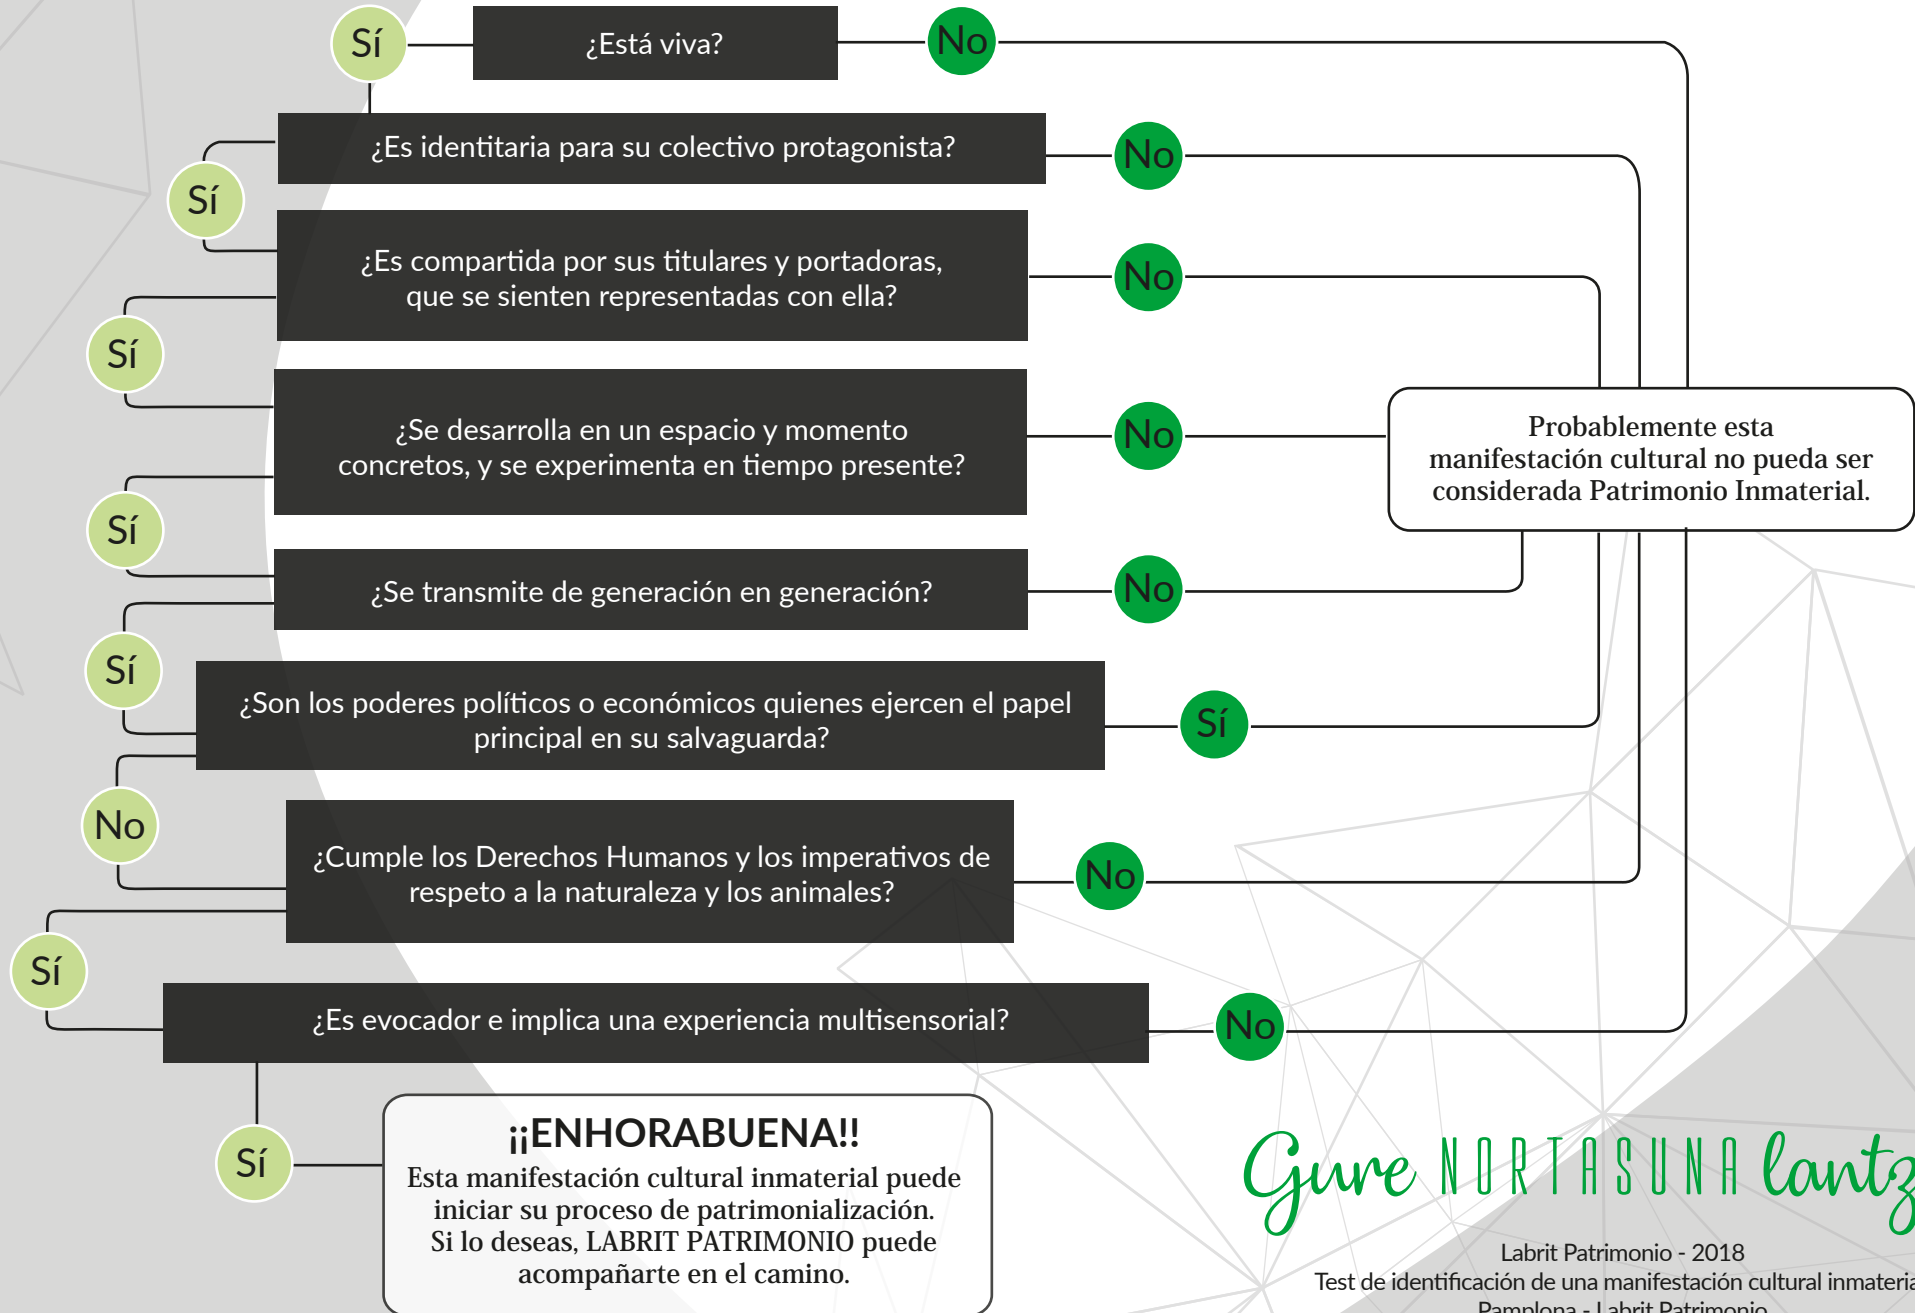 Sí
¿Está viva?
No
¿Es identitaria para su colectivo protagonista?
No
Sí
¿Es compartida por sus titulares y portadoras,
que se sienten representadas con ella?
No
Sí
¿Se desarrolla en un espacio y momento
concretos, y se experimenta en tiempo presente?
No
Probablemente esta
manifestación cultural no pueda ser
considerada Patrimonio Inmaterial.
Sí
¿Se transmite de generación en generación?
No
Sí
¿Son los poderes políticos o económicos quienes ejercen el papel
principal en su salvaguarda?
Sí
No
¿Cumple los Derechos Humanos y los imperativos de
respeto a la naturaleza y los animales?
No
Sí
¿Es evocador e implica una experiencia multisensorial?
No
Sí
¡¡ENHORABUENA!!
Esta manifestación cultural inmaterial puede
iniciar su proceso de patrimonialización.
Si lo deseas, LABRIT PATRIMONIO puede
acompañarte en el camino.
Gure NORTASUNA lantz
Labrit Patrimonio - 2018
Test de identificación de una manifestación cultural inmateria
Pamplona - Labrit Patrimonio